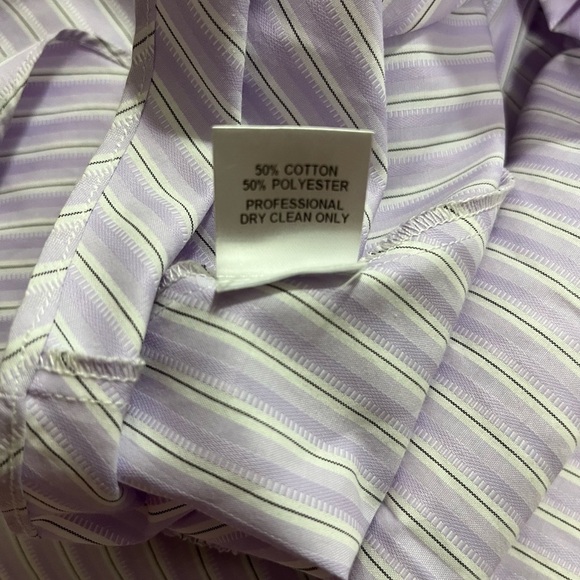 50% COTTON
50% POLYESTER
PROFESSIONAL
DRY CLEAN ONLY